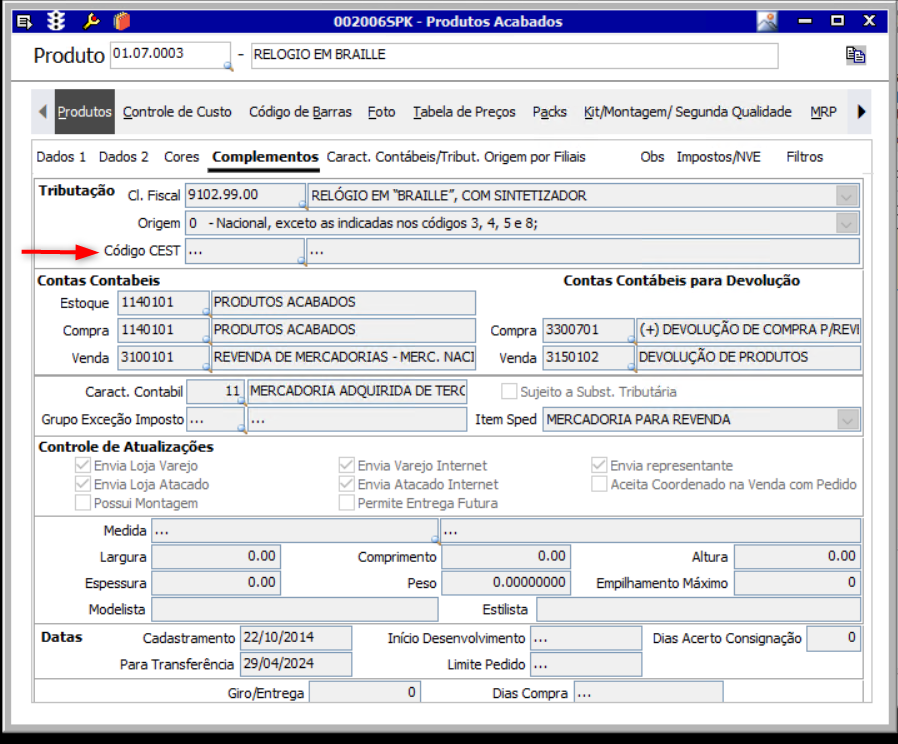 002006SPK - Produtos Acabados
Produto 01.07.0003 - RELOGIO EM BRAILLE
Produtos Controle de Custo Código de Barras Foto Tabela de Preços Packs Kit/Montagem/ Segunda Qualidade MRP
Dados 1 Dados 2 Cores Complementos Caract. Contábeis/Tribut. Origem por Filiais Obs Impostos/NVE Filtros
Tributação Cl. Fiscal 9102.99.00 RELÓGIO EM "BRAILLE", COM SINTETIZADOR
Origem 0 - Nacional, exceto as indicadas nos códigos 3, 4, 5 e 8;
Código CEST ... ...
Contas Contabeis Contas Contábeis para Devolução
Estoque 1140101 PRODUTOS ACABADOS
Compra 1140101 PRODUTOS ACABADOS Compra 3300701 (+) DEVOLUÇÃO DE COMPRA P/REVE
Venda 3100101 REVENDA DE MERCADORIAS - MERC. NACI Venda 3150102 DEVOLUÇÃO DE PRODUTOS
Caract. Contabil 11 MERCADORIA ADQUIRIDA DE TERC Sujeito a Subst. Tributária
Grupo Exceção Imposto ... ... Item Sped MERCADORIA PARA REVENDA
Controle de Atualizações
Envia Loja Varejo Envia Varejo Internet Envia representante
Envia Loja Atacado Envia Atacado Internet Aceita Coordenado na Venda com Pedido
Possui Montagem Permite Entrega Futura
Medida ... ...
Largura 0.00 Comprimento 0.00 Altura 0.00
Espessura 0.00 Peso 0.00000000 Empilhamento Máximo 0
Modelista Estilista
Datas Cadastramento 22/10/2014 Início Desenvolvimento ... Dias Acerto Consignação 0
Para Transferência 29/04/2024 Limite Pedido ...
Giro/Entrega 0 Dias Compra ...